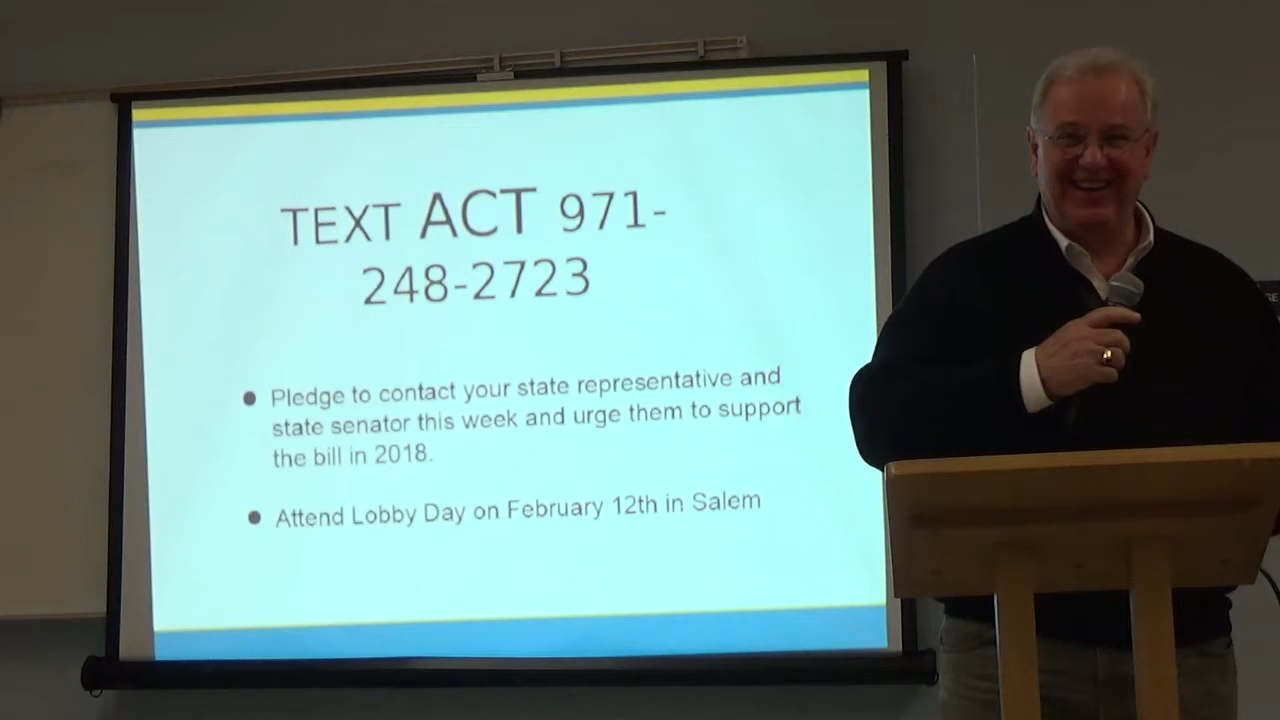 TEXT ACT 971-
248-2723
● Pledge to contact your state representative and
state senator this week and urge them to support
the bill in 2018.
● Attend Lobby Day on February 12th in Salem